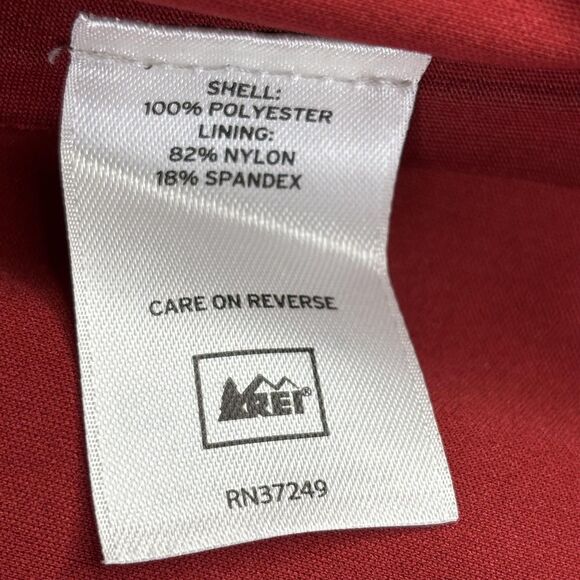 SHELL:
100% POLYESTER
LINING:
82% NYLON
18% SPANDEX
CARE ON REVERSE
REI®
RN37249